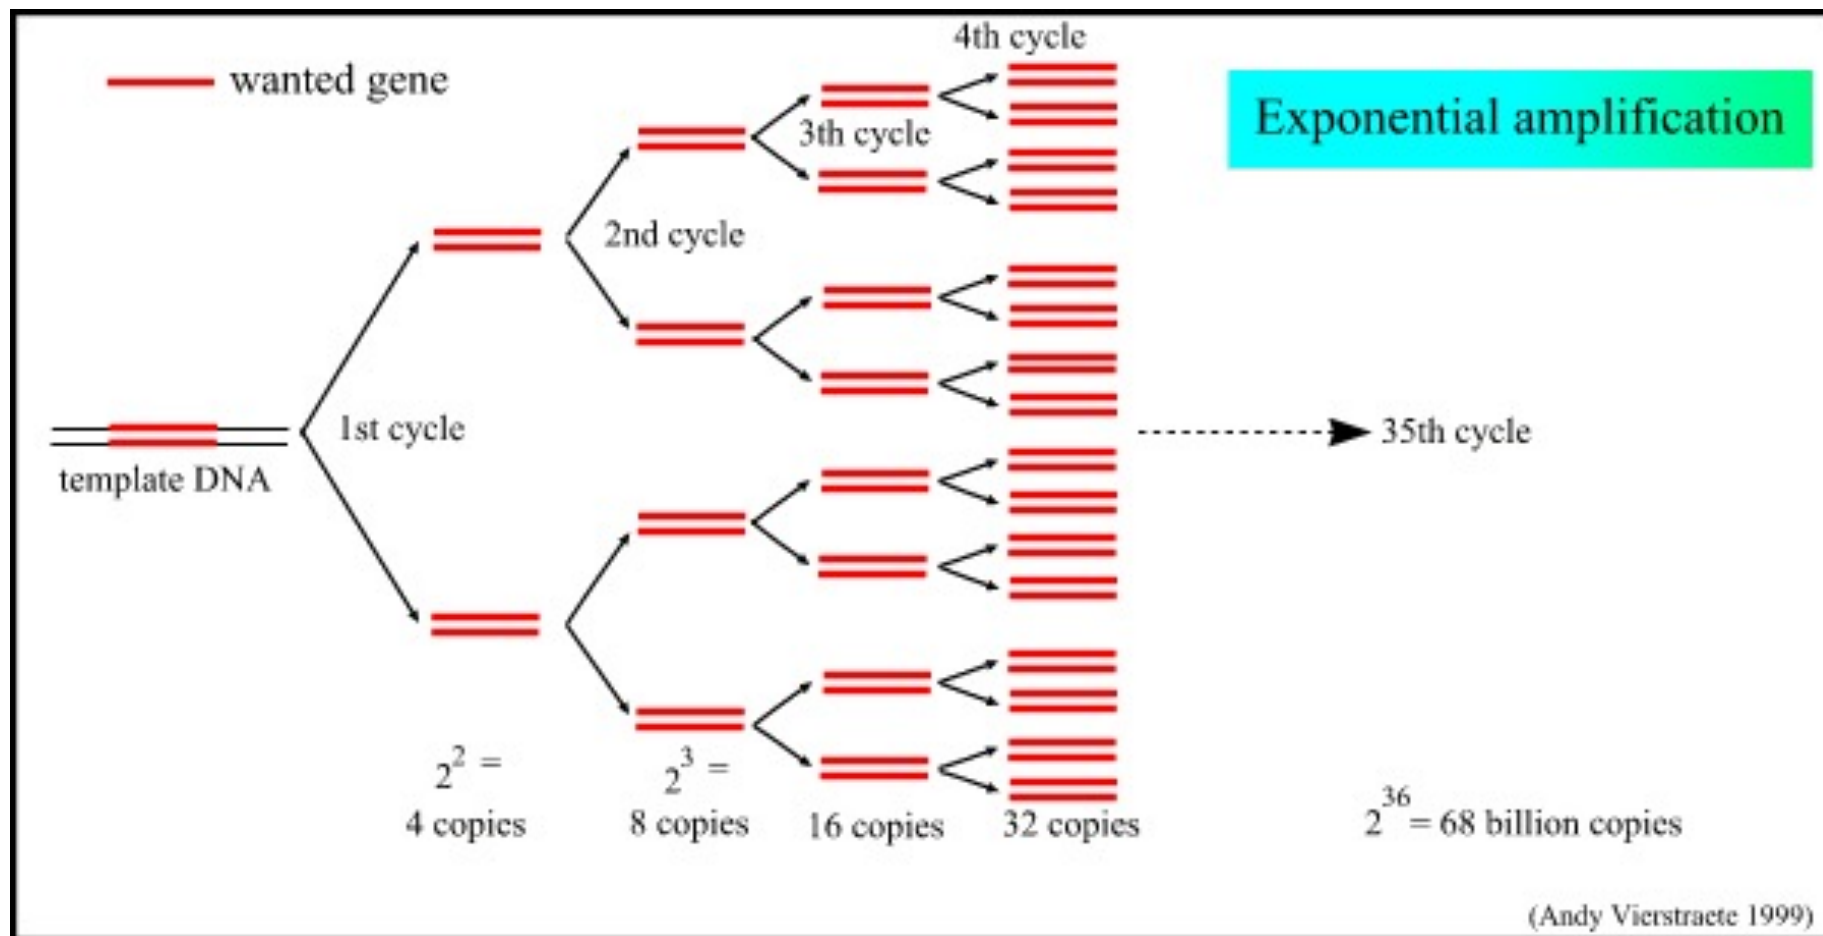 4th cycle
wanted gene
Exponential amplification
3th cycle
2nd cycle
1st cycle
35th cycle
template DNA
2² =
2³ =
4 copies
8 copies
16 copies
32 copies
2³⁶ = 68 billion copies
(Andy Vierstraete 1999)